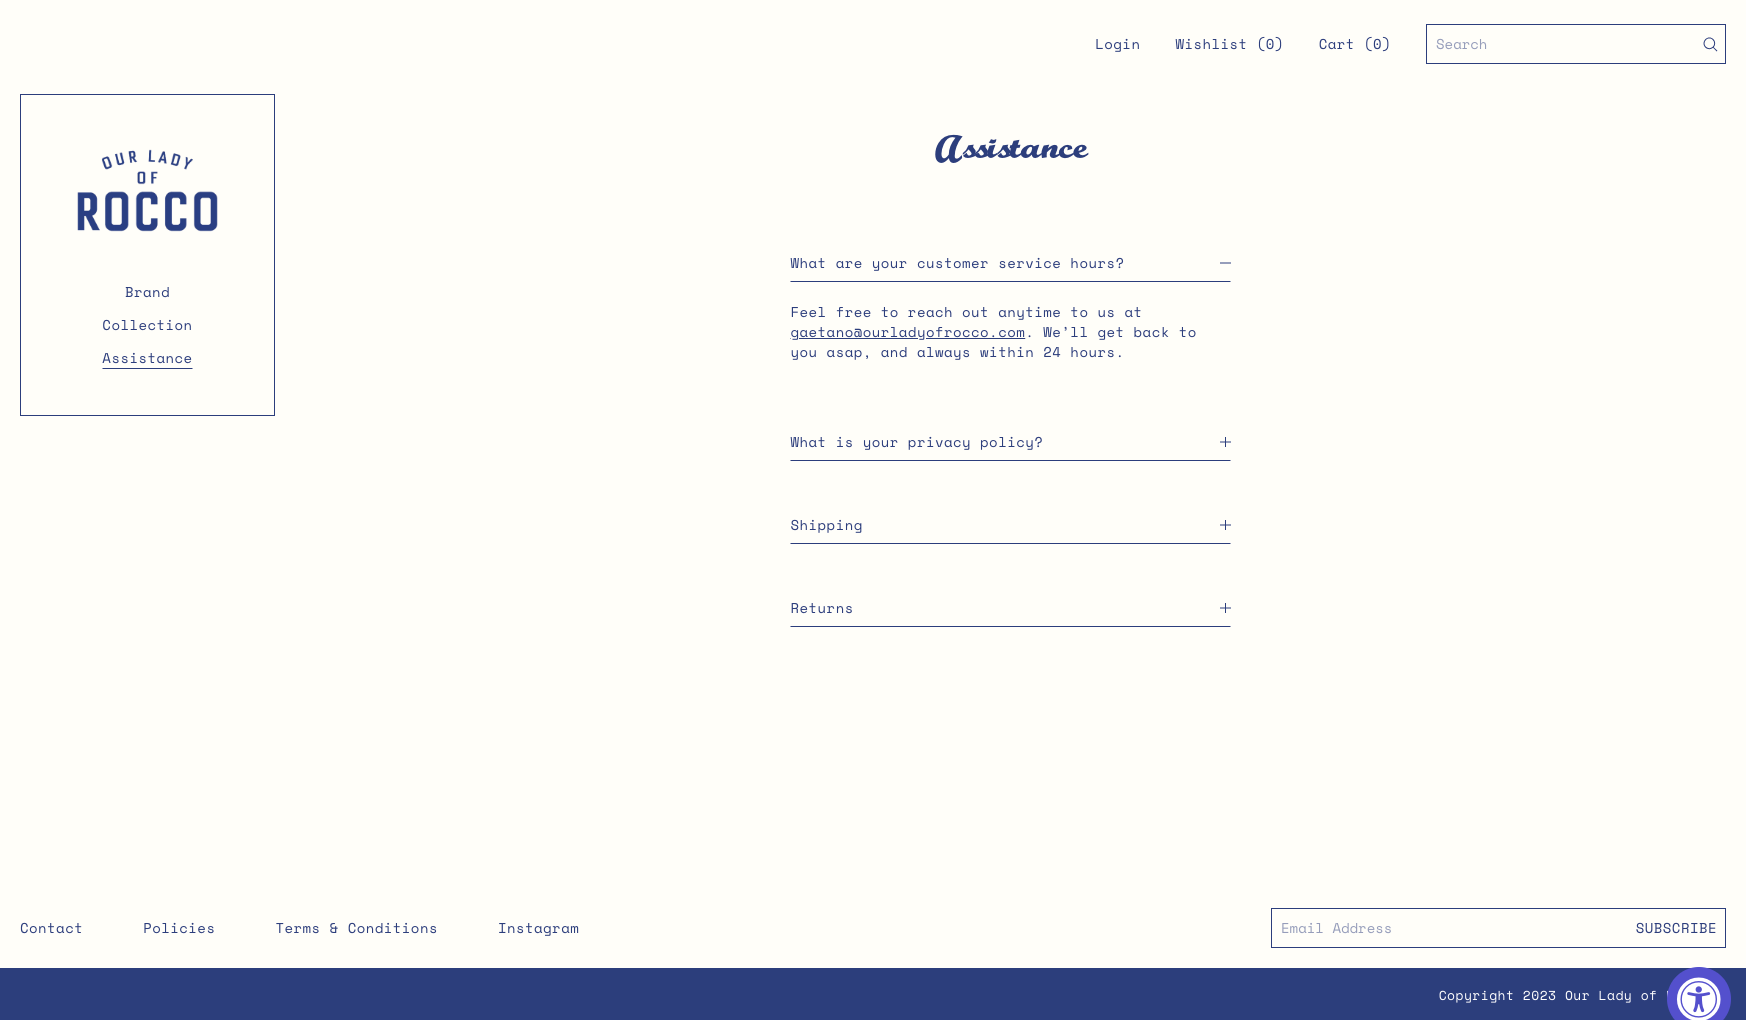 Login
Wishlist (0)
Cart (0)
Search
OUR LADY
OF
ROCCO
Brand
Collection
Assistance
Assistance
What are your customer service hours?
Feel free to reach out anytime to us at
gaetano@ourladyofrocco.com. We’ll get back to
you asap, and always within 24 hours.
What is your privacy policy?
Shipping
Returns
Contact
Policies
Terms & Conditions
Instagram
Email Address
SUBSCRIBE
Copyright 2023 Our Lady of